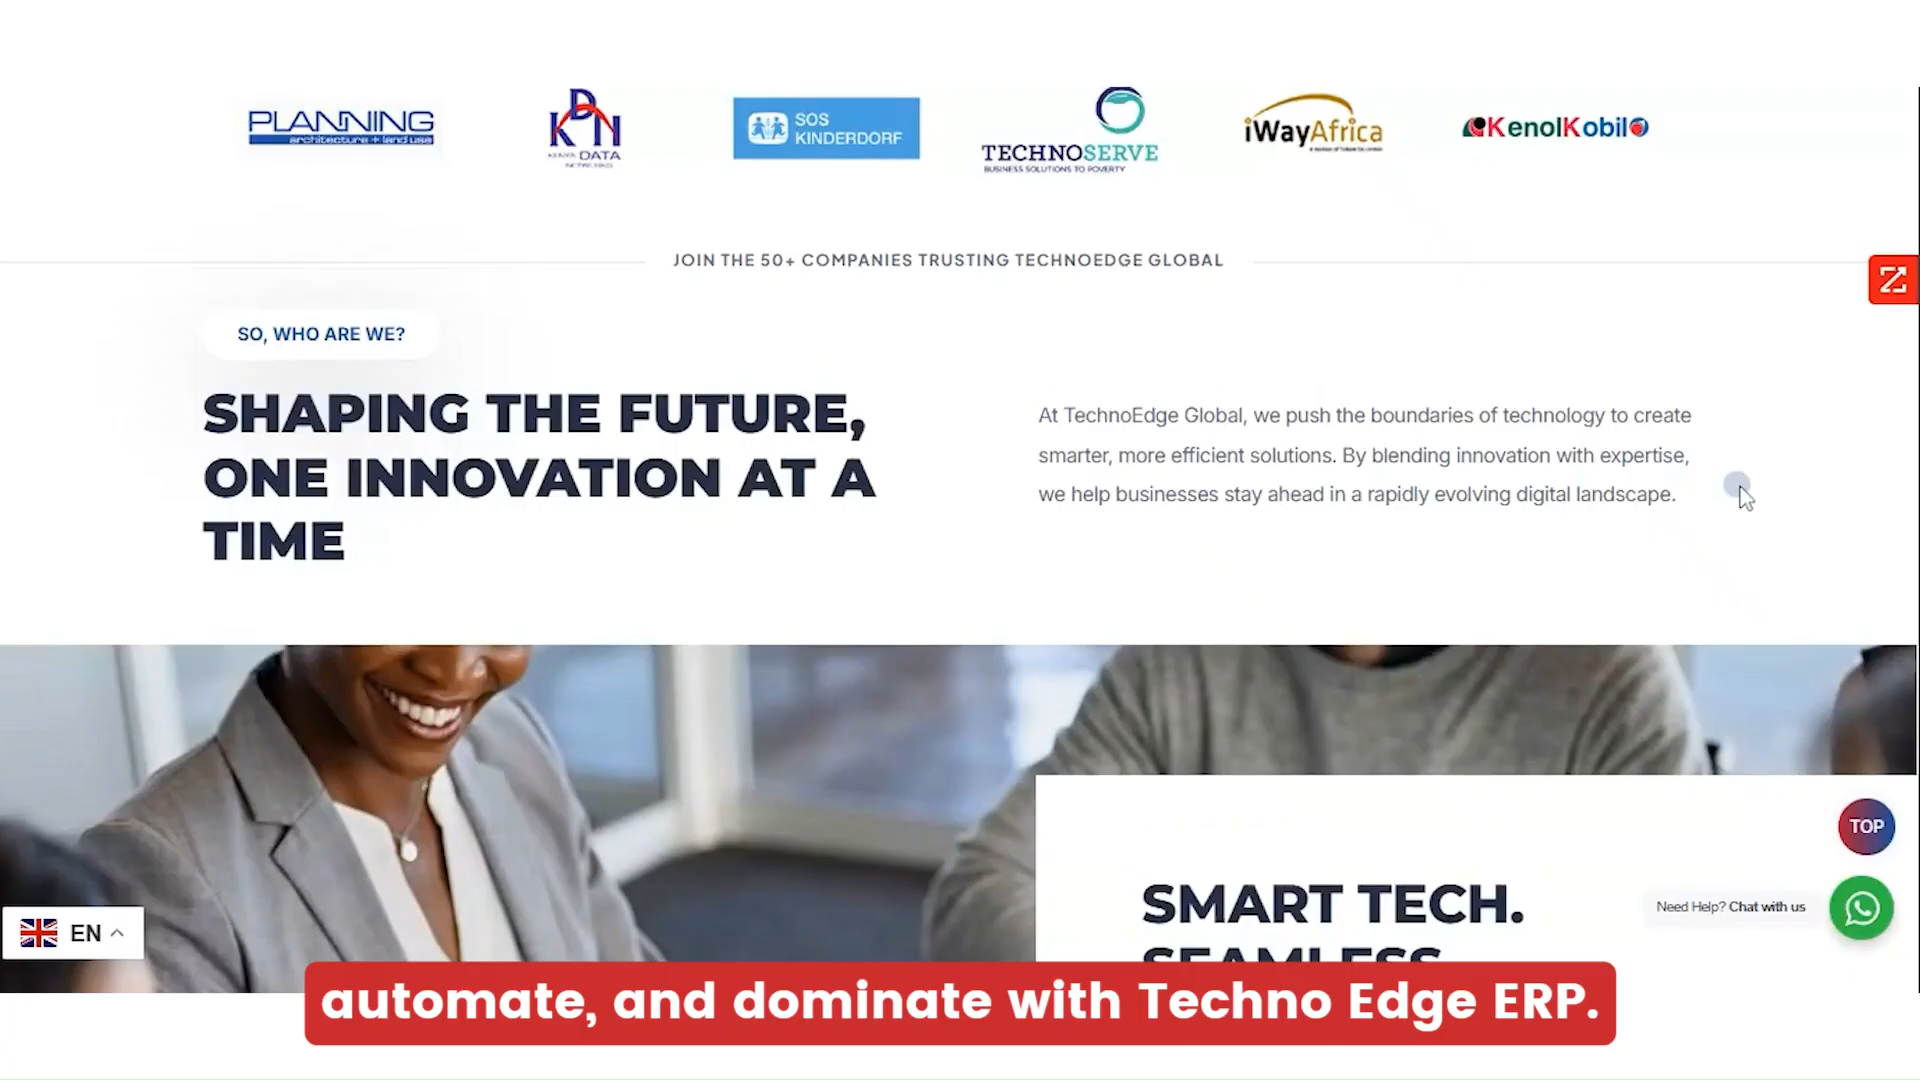 PLANNING
architecture + land use
KDN
KENYA DATA
NETWORKS
SOS
KINDERDORF
TECHNOSERVE
BUSINESS SOLUTIONS TO POVERTY
iWayAfrica
KenolKobil
JOIN THE 50+ COMPANIES TRUSTING TECHNOEDGE GLOBAL
SO, WHO ARE WE?
SHAPING THE FUTURE,
ONE INNOVATION AT A
TIME
At TechnoEdge Global, we push the boundaries of technology to create
smarter, more efficient solutions. By blending innovation with expertise,
we help businesses stay ahead in a rapidly evolving digital landscape.
TOP
SMART TECH.
SEAMLESS
Need Help? Chat with us
EN
automate, and dominate with Techno Edge ERP.